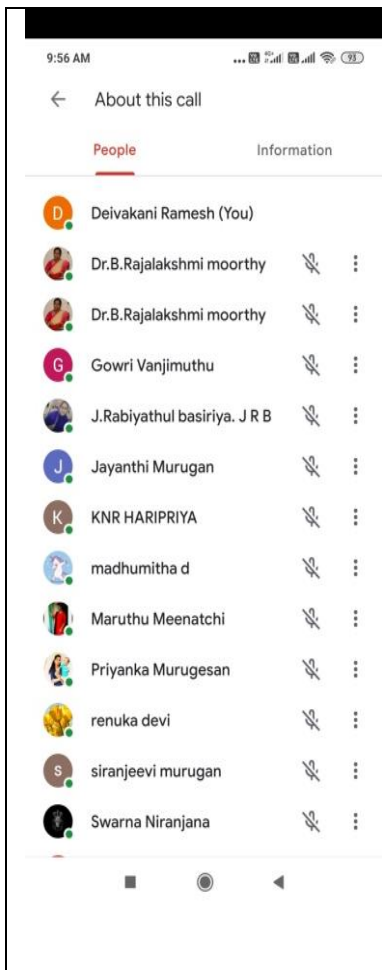 9:56 AM
93
About this call
People Information
D Deivakani Ramesh (You)
Dr.B.Rajalakshmi moorthy
Dr.B.Rajalakshmi moorthy
G Gowri Vanjimuthu
J.Rabiyathul basiriya. J R B
J Jayanthi Murugan
K KNR HARIPRIYA
madhumitha d
Maruthu Meenatchi
Priyanka Murugesan
renuka devi
s siranjeevi murugan
Swarna Niranjana